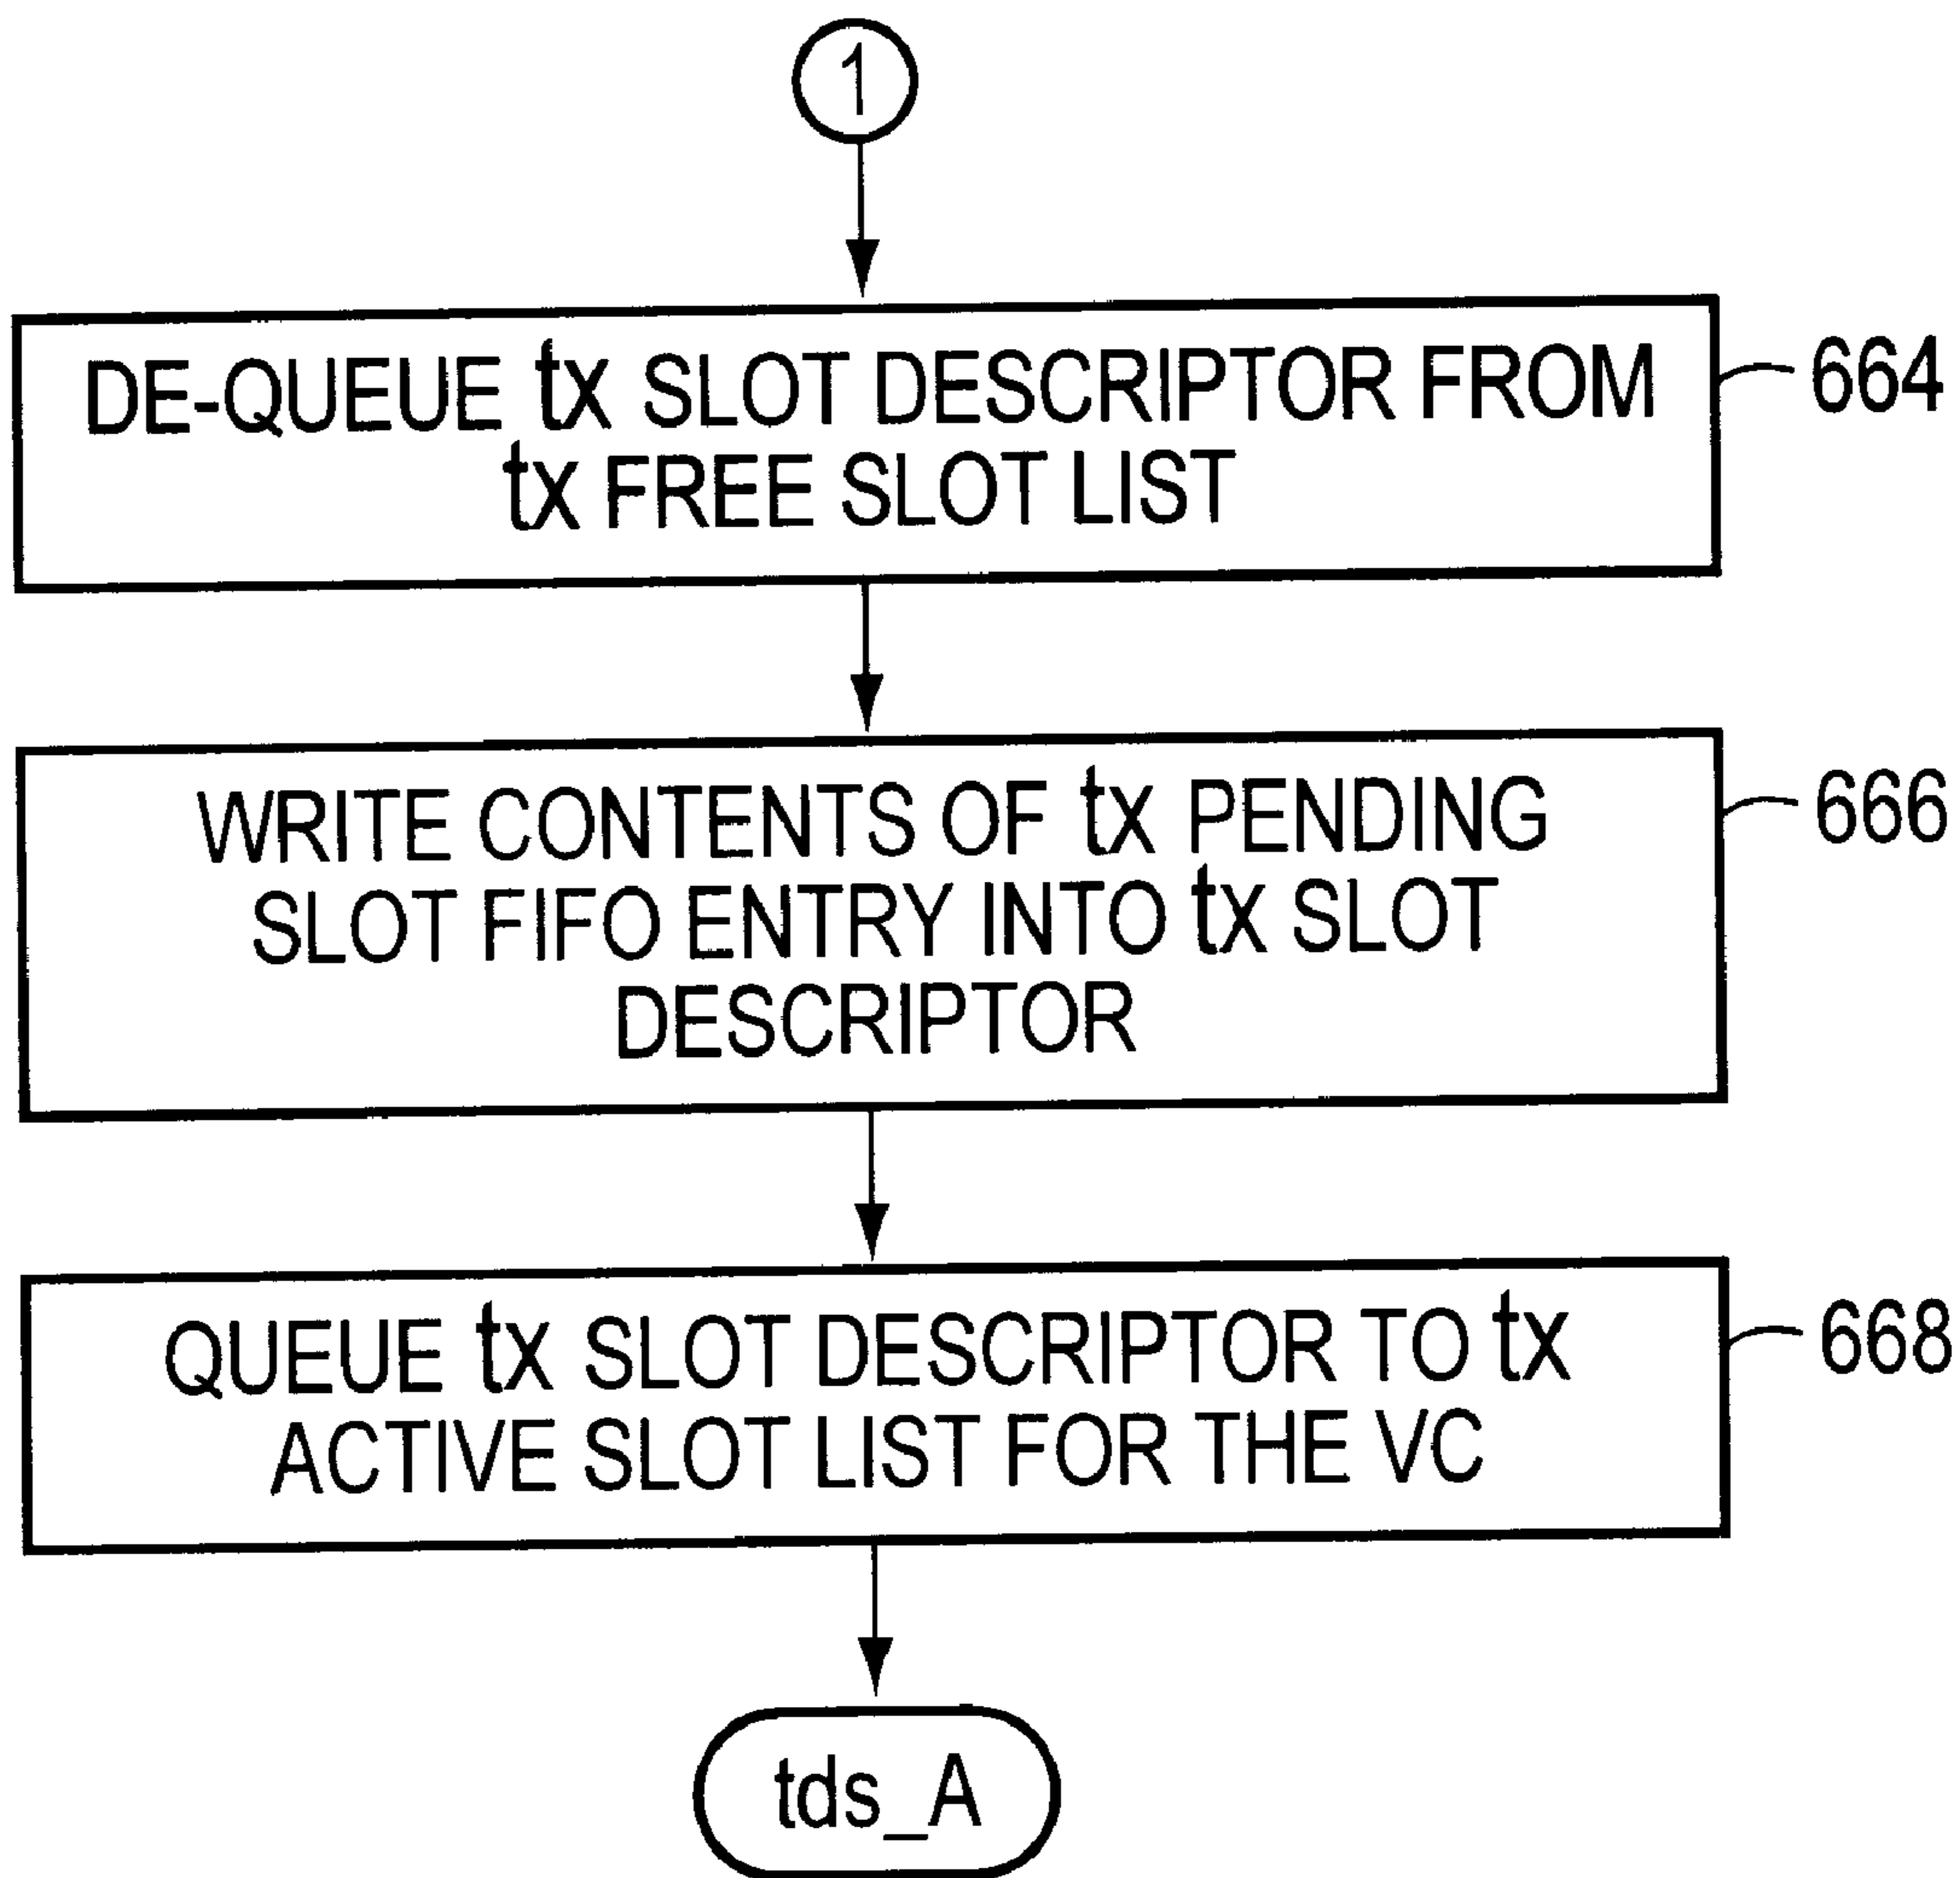 1
DE-QUEUE tx SLOT DESCRIPTOR FROM
tx FREE SLOT LIST
664
WRITE CONTENTS OF tx PENDING
SLOT FIFO ENTRY INTO tx SLOT
DESCRIPTOR
666
QUEUE tx SLOT DESCRIPTOR TO tx
ACTIVE SLOT LIST FOR THE VC
668
tds_A